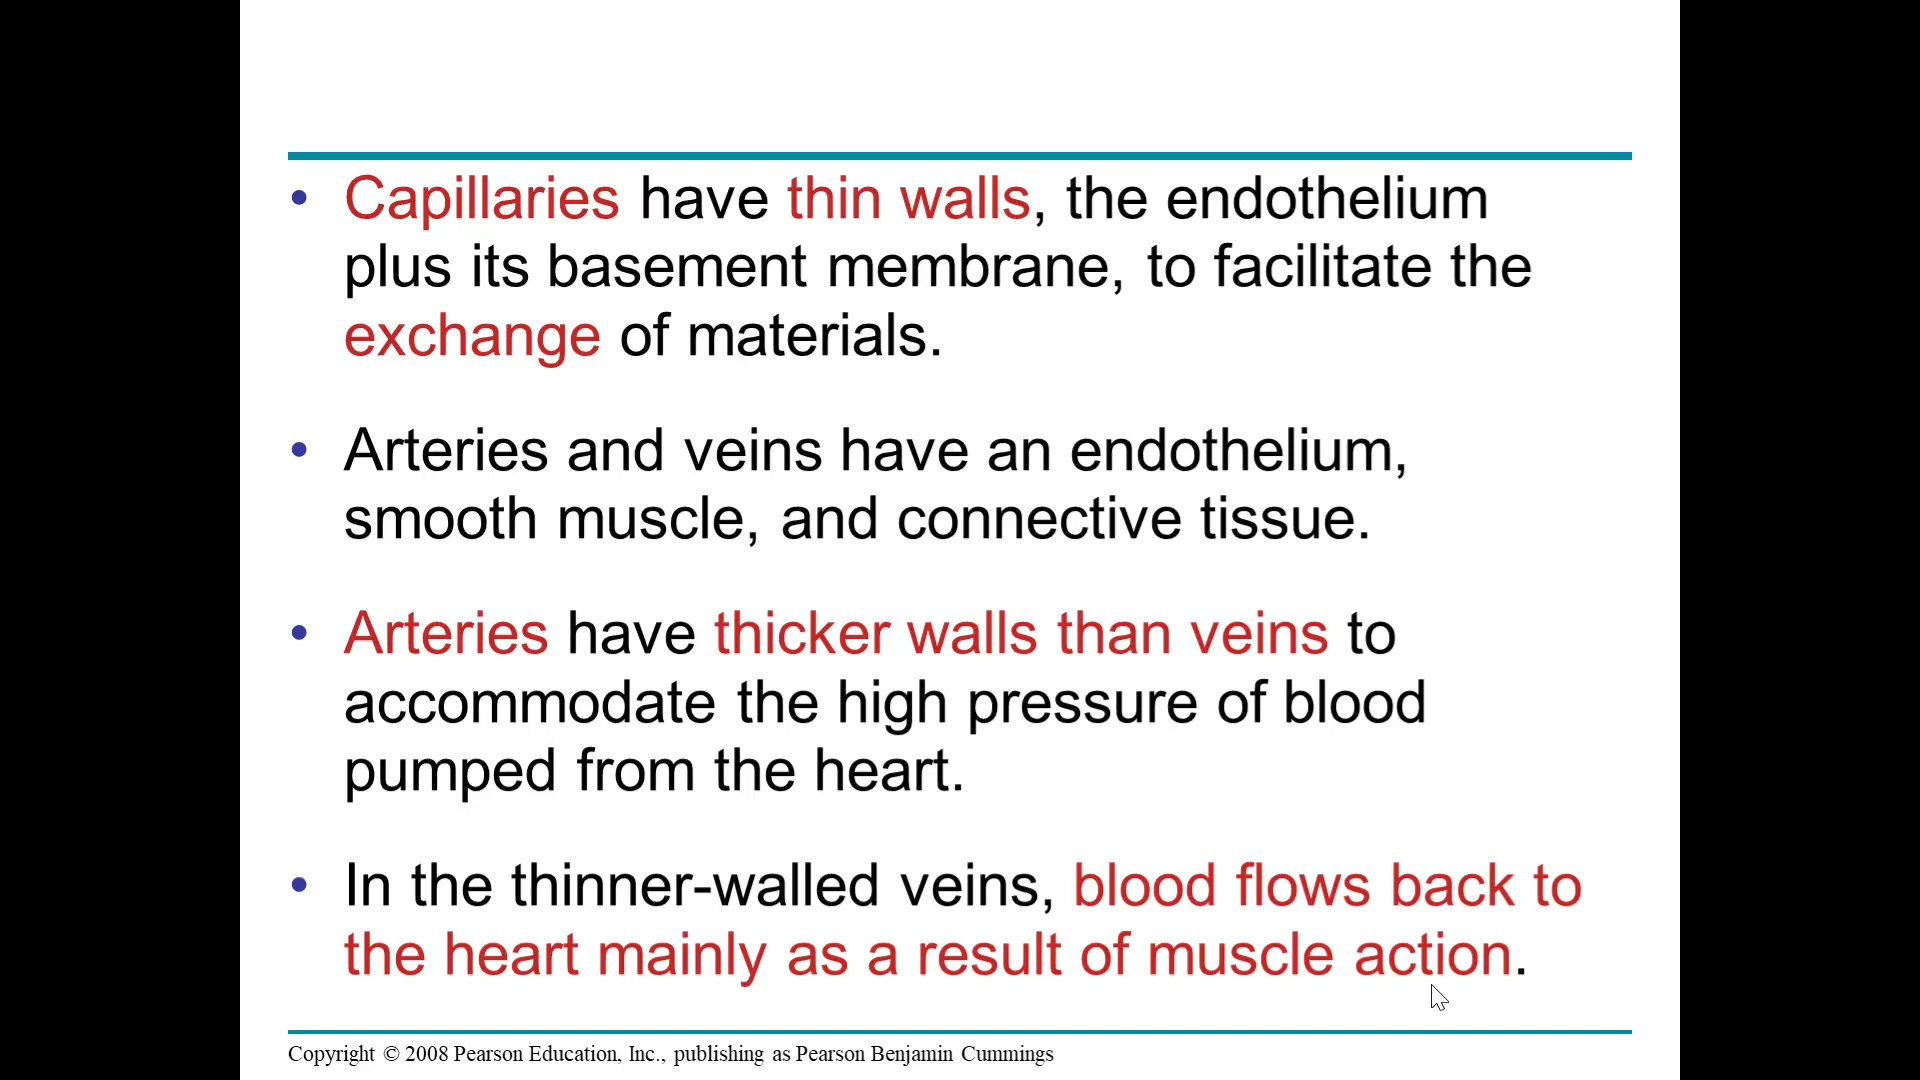 • Capillaries have thin walls, the endothelium
plus its basement membrane, to facilitate the
exchange of materials.
• Arteries and veins have an endothelium,
smooth muscle, and connective tissue.
• Arteries have thicker walls than veins to
accommodate the high pressure of blood
pumped from the heart.
• In the thinner-walled veins, blood flows back to
the heart mainly as a result of muscle action.
Copyright © 2008 Pearson Education, Inc., publishing as Pearson Benjamin Cummings